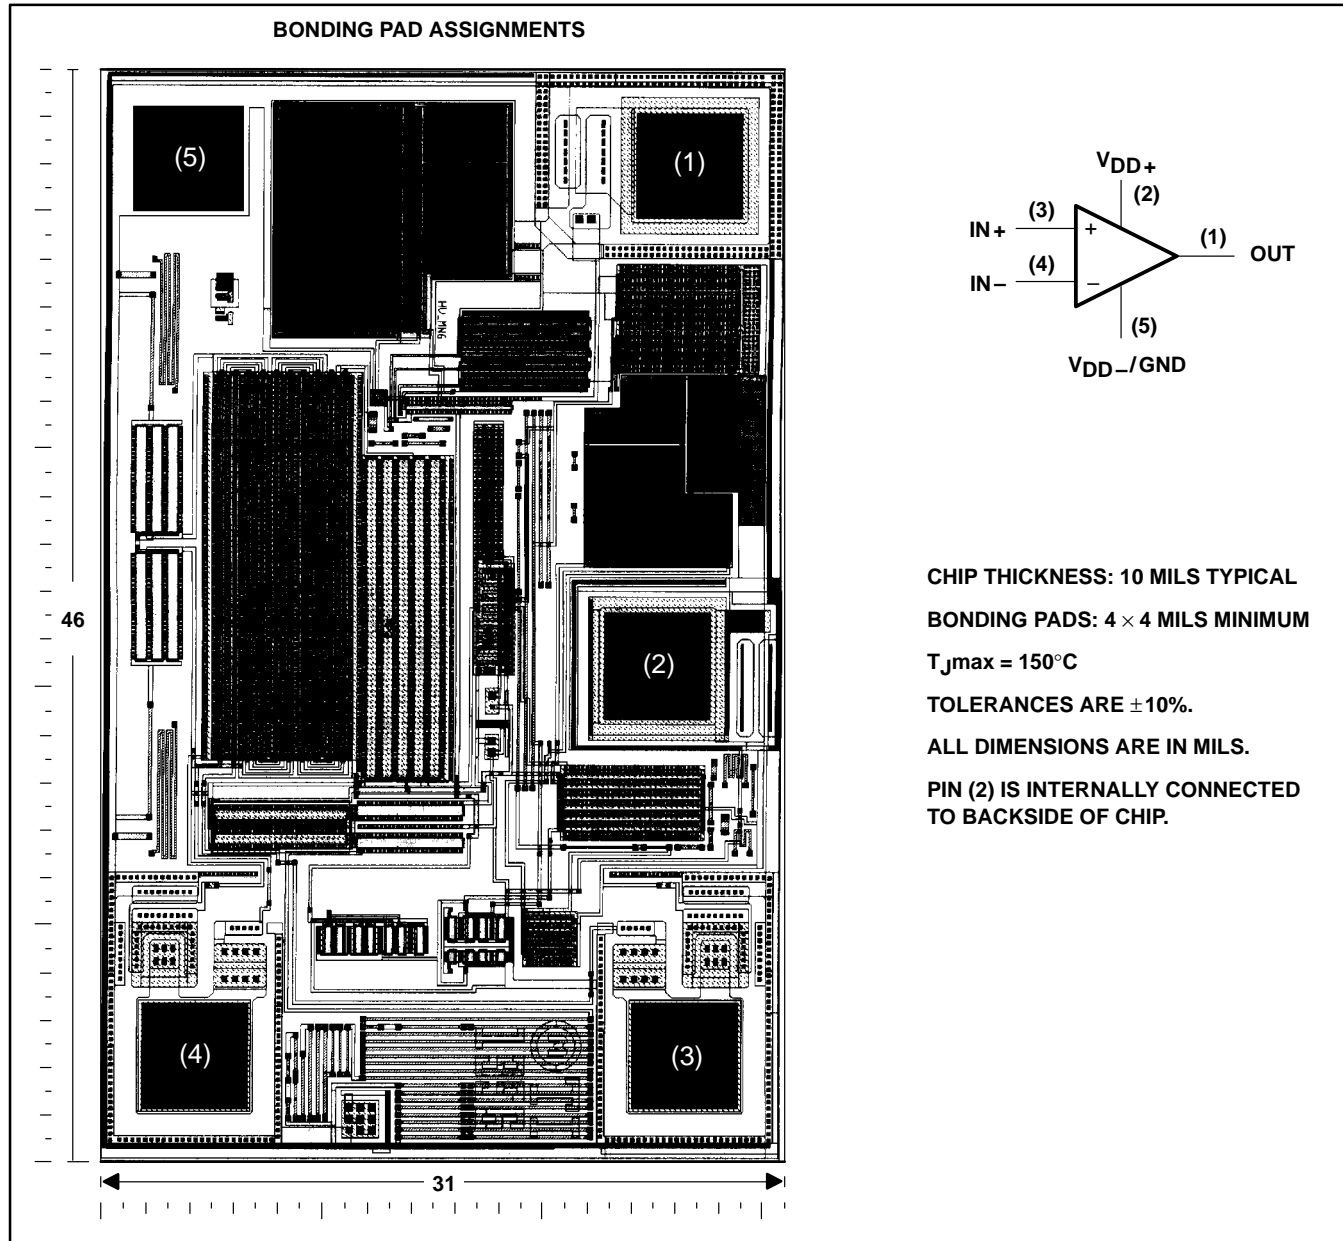 BONDING PAD ASSIGNMENTS
(5)
(1)
HU_MNG
46
(2)
(4)
(3)
31
VDD+
(2)
(3)
IN+
+
(1)
OUT
(4)
IN−
−
(5)
VDD−/GND
CHIP THICKNESS: 10 MILS TYPICAL
BONDING PADS: 4 × 4 MILS MINIMUM
TJmax = 150°C
TOLERANCES ARE ±10%.
ALL DIMENSIONS ARE IN MILS.
PIN (2) IS INTERNALLY CONNECTED
TO BACKSIDE OF CHIP.